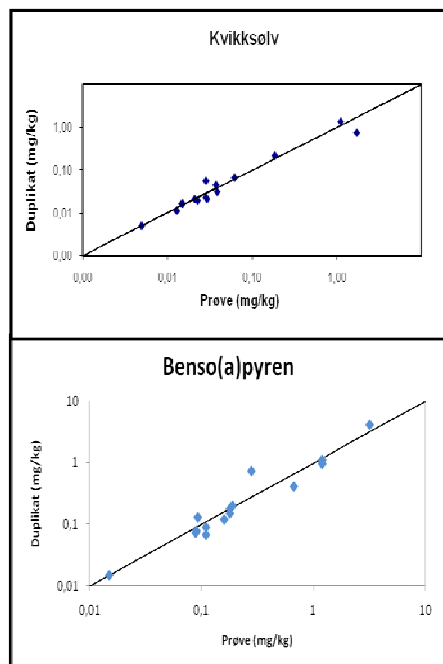 Kvikksølv
Duplikat (mg/kg)
1,00
0,10
0,01
0,00
0,00 0,01 0,10 1,00
Prøve (mg/kg)
Benso(a)pyren
Duplikat (mg/kg)
10
1
0,1
0,01
0,01 0,1 1 10
Prøve (mg/kg)